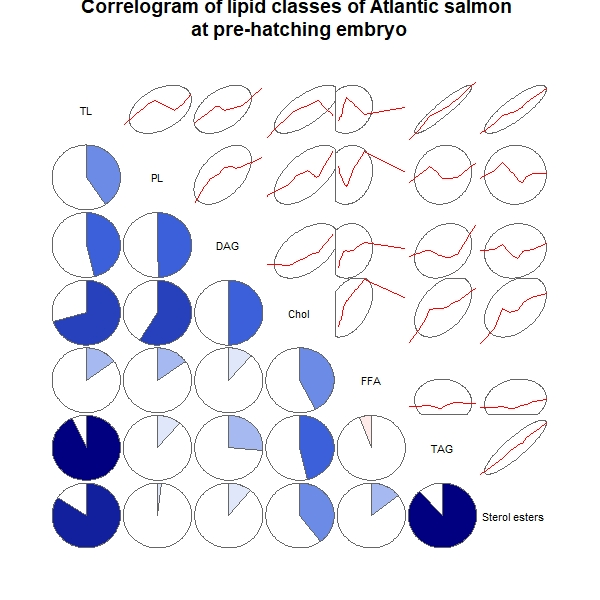 Correlogram of lipid classes of Atlantic salmon
at pre-hatching embryo
TL
PL
DAG
Chol
FFA
TAG
Sterol esters